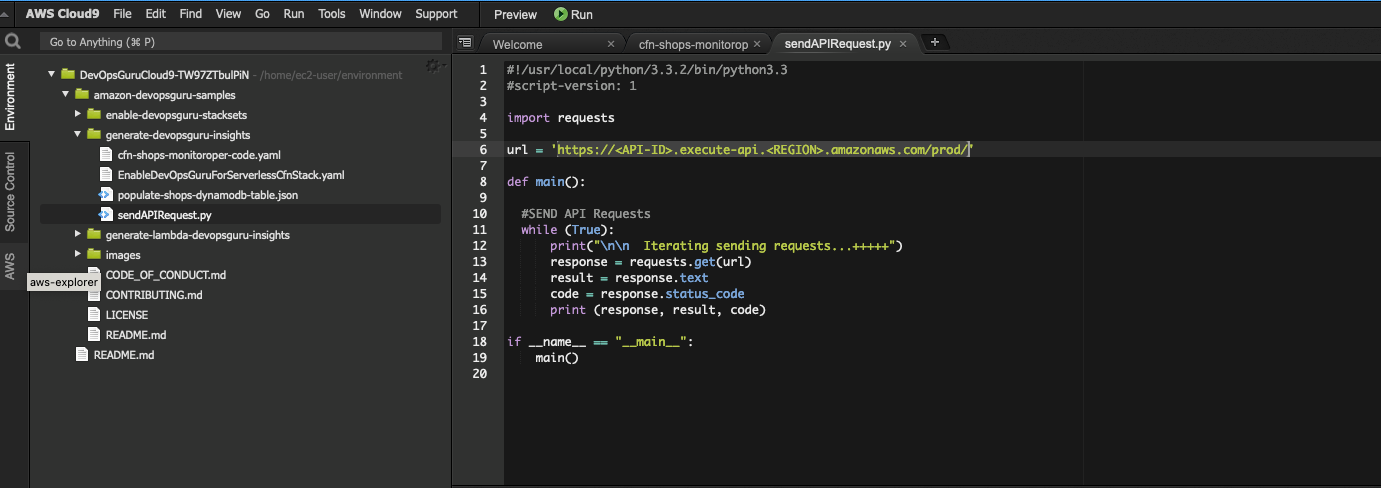 AWS Cloud9 File Edit Find View Go Run Tools Window Support Preview Run
Go to Anything (⌘ P)
Welcome × cfn-shops-monitorop × sendAPIRequest.py × +
Environment
Source Control
AWS
aws-explorer
DevOpsGuruCloud9-TW97ZTbulPiN - /home/ec2-user/environment
amazon-devopsguru-samples
enable-devopsguru-stacksets
generate-devopsguru-insights
cfn-shops-monitoroper-code.yaml
EnableDevOpsGuruForServerlessCfnStack.yaml
populate-shops-dynamodb-table.json
sendAPIRequest.py
generate-lambda-devopsguru-insights
images
CODE_OF_CONDUCT.md
CONTRIBUTING.md
LICENSE
README.md
README.md
1 #!/usr/local/python/3.3.2/bin/python3.3
2 #script-version: 1
3
4 import requests
5
6 url = 'https://<API-ID>.execute-api.<REGION>.amazonaws.com/prod/'
7
8 def main():
9
10 #SEND API Requests
11 while (True):
12 print("\n\n  Iterating sending requests...+++++")
13 response = requests.get(url)
14 result = response.text
15 code = response.status_code
16 print (response, result, code)
17
18 if __name__ == "__main__":
19 main()
20